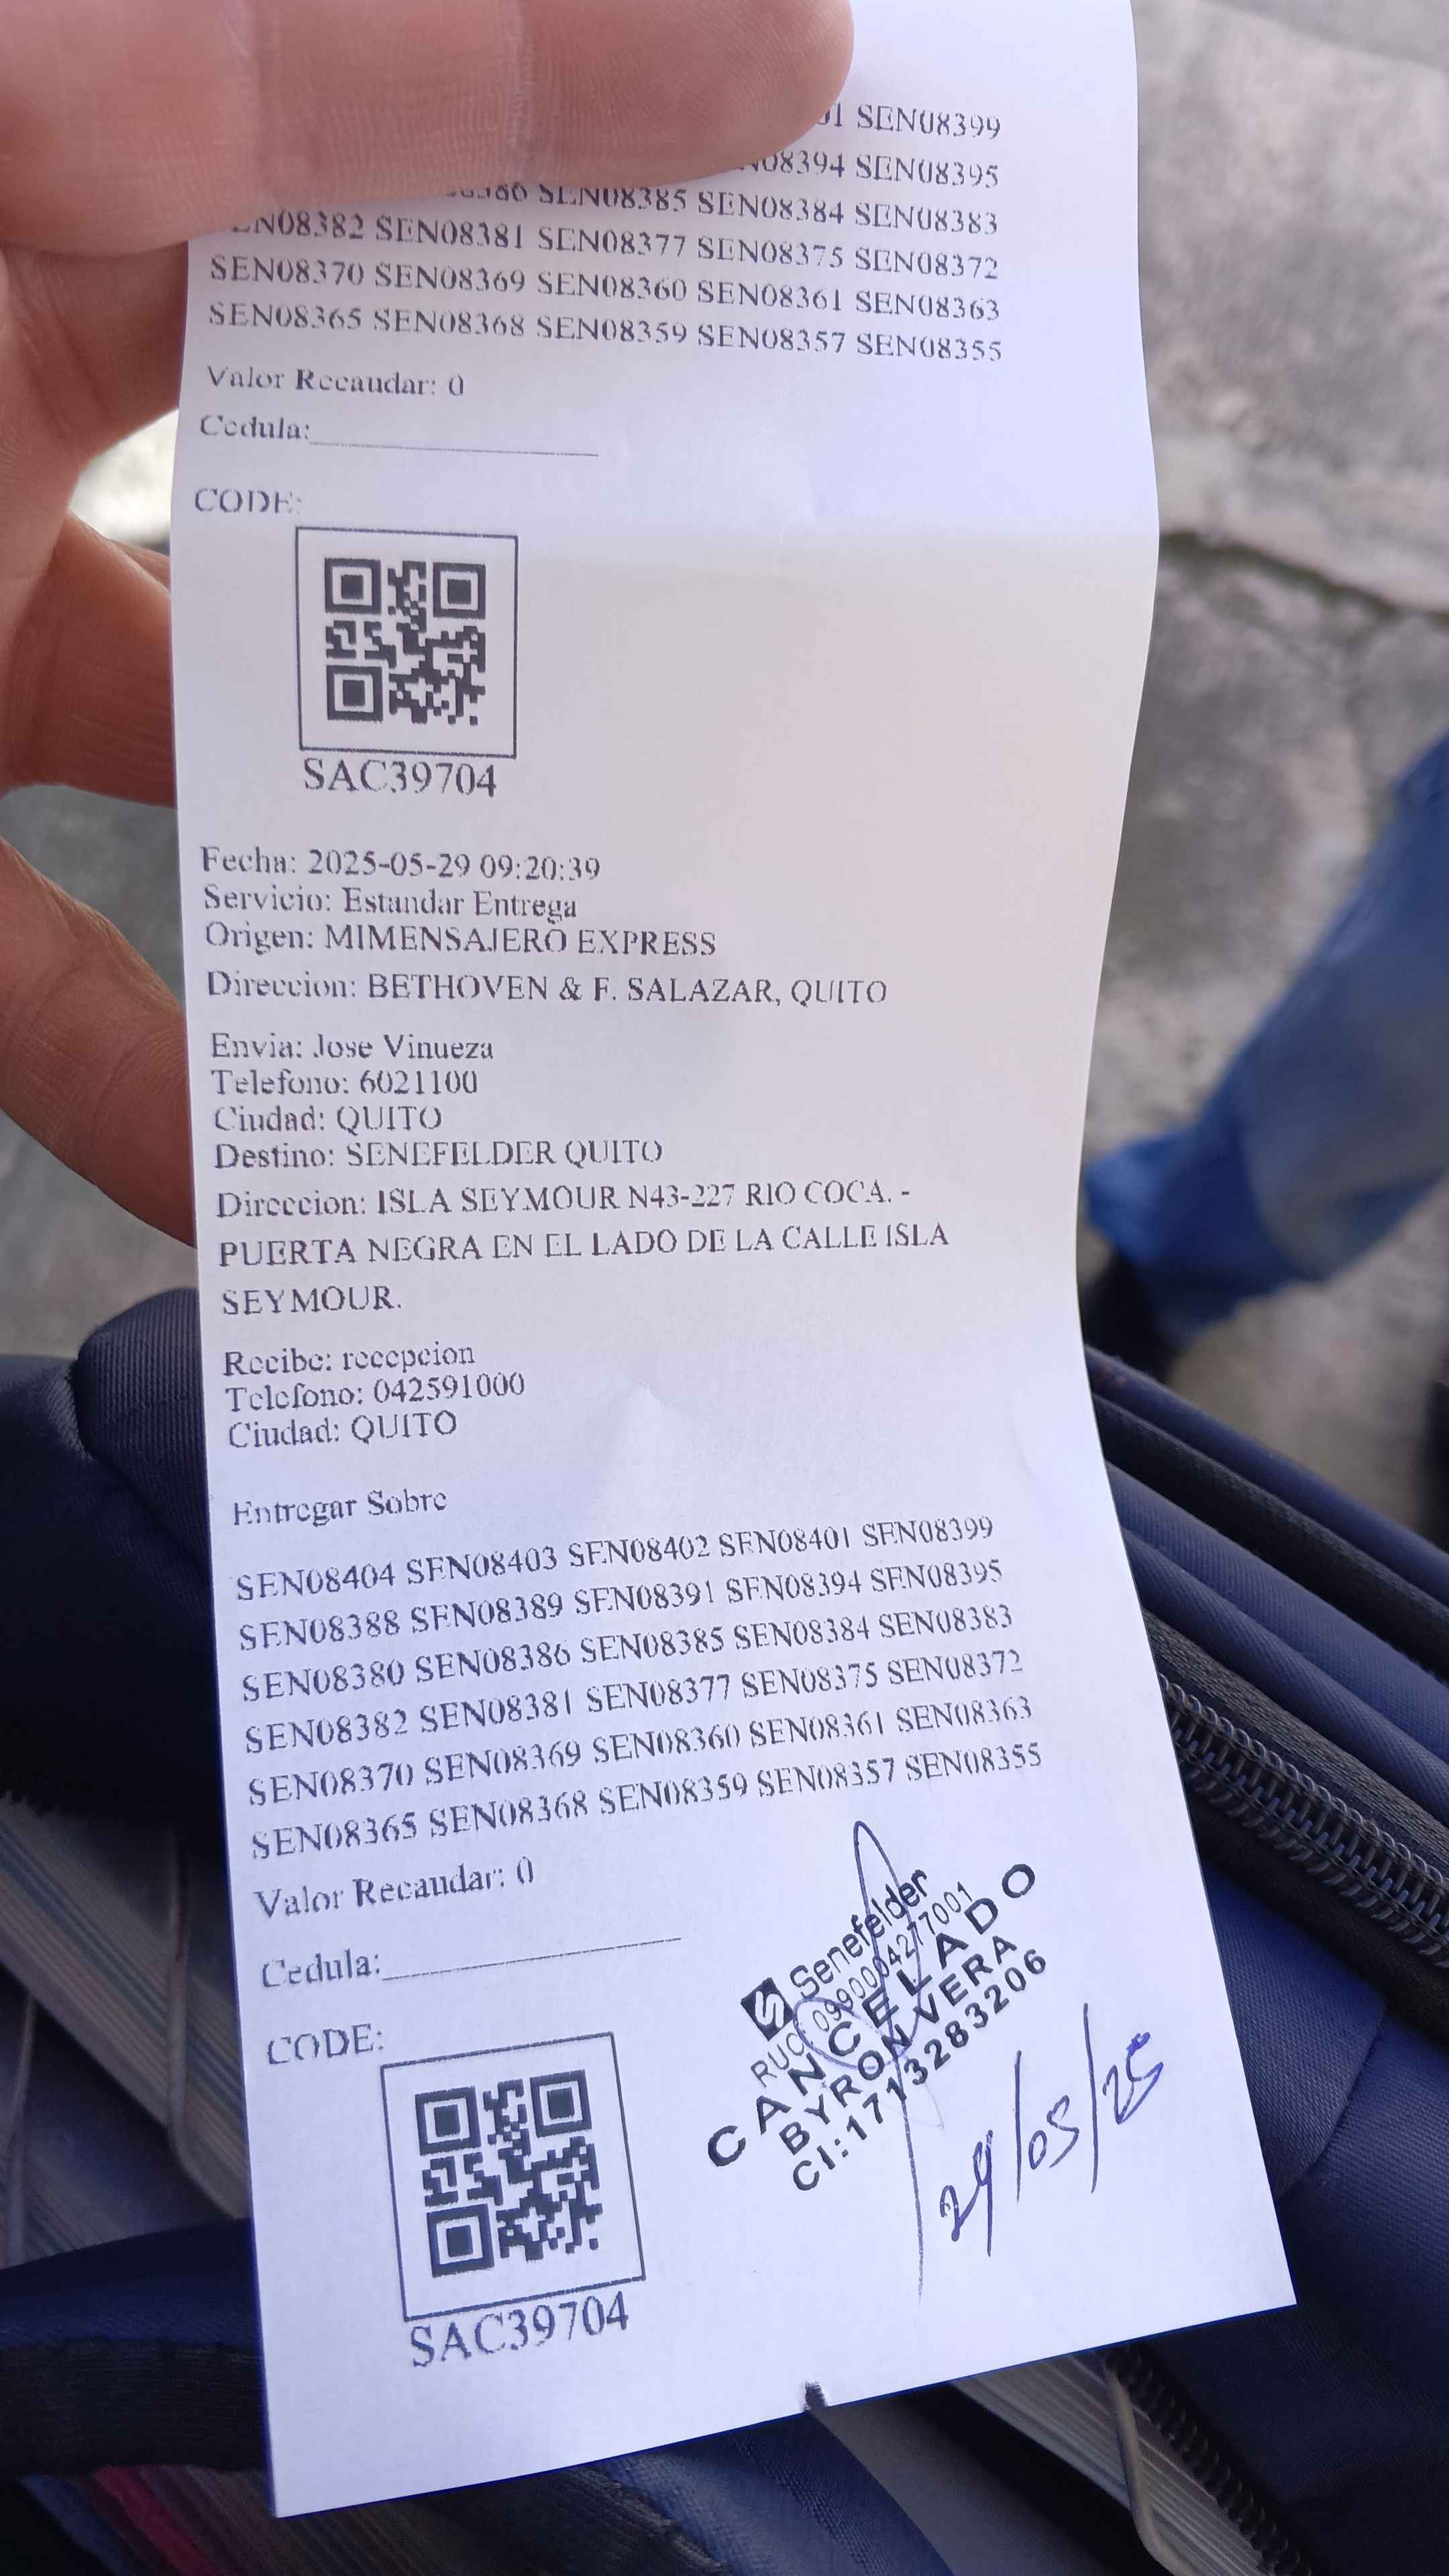 SEN08399
SEN08395
SEN08385 SEN08384 SEN08383
SEN08381 SEN08377 SEN08375 SEN08372
SEN08370 SEN08369 SEN08360 SEN08361 SEN08363
SEN08365 SEN08368 SEN08359 SEN08357 SEN08355
Valor Recaudar: 0
Cedula:
CODE:
SAC39704
Fecha: 2025-05-29 09:20:39
Servicio: Estandar Entrega
Origen: MIMENSAJERO EXPRESS
Direccion: BETHOVEN & F. SALAZAR, QUITO
Envia: Jose Vinueza
Telefono: 6021100
Ciudad: QUITO
Destino: SENEFELDER QUITO
Direccion: ISLA SEYMOUR N43-227 RIO COCA. -
PUERTA NEGRA EN EL LADO DE LA CALLE ISLA
SEYMOUR.
Recibe: recepcion
Telefono: 042591000
Ciudad: QUITO
Entregar Sobre
SEN08404 SEN08403 SEN08402 SEN08401 SEN08399
SEN08388 SEN08389 SEN08391 SEN08394 SEN08395
SEN08380 SEN08386 SEN08385 SEN08384 SEN08383
SEN08382 SEN08381 SEN08377 SEN08375 SEN08372
SEN08370 SEN08369 SEN08360 SEN08361 SEN08363
SEN08365 SEN08368 SEN08359 SEN08357 SEN08355
Valor Recaudar: 0
Cedula:
CODE:
SAC39704
Senefelder
RUC: 0990004277001
CANCELADO
BYRON VERA
CI.:1713283206
29/05/25